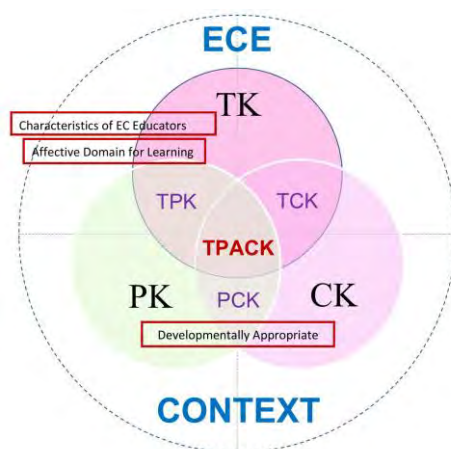 ECE
TK
Characteristics of EC Educators
Affective Domain for Learning
TPK
TCK
TPACK
PK
PCK
CK
Developmentally Appropriate
CONTEXT